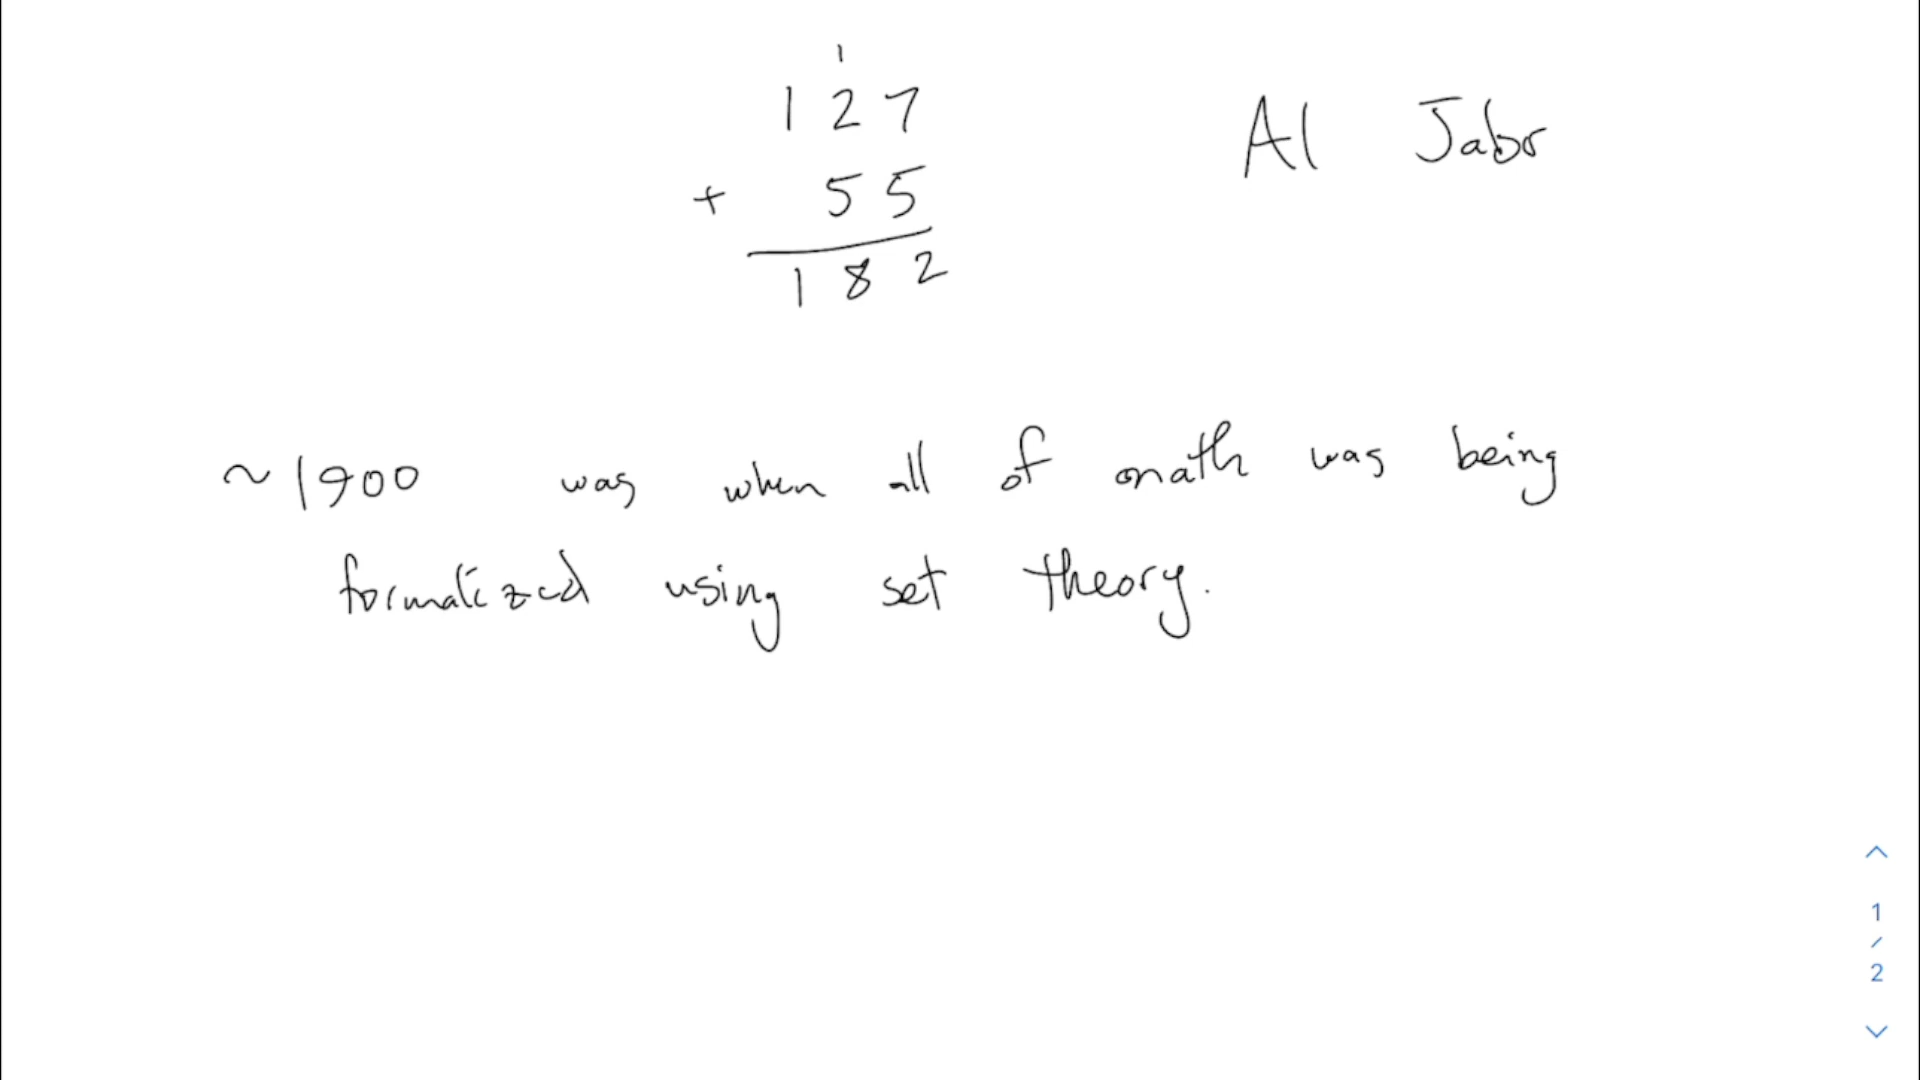 1
127
+ 55
182
Al Jabr
~1900 was when all of math was being
formalized using set theory.
1
/
2